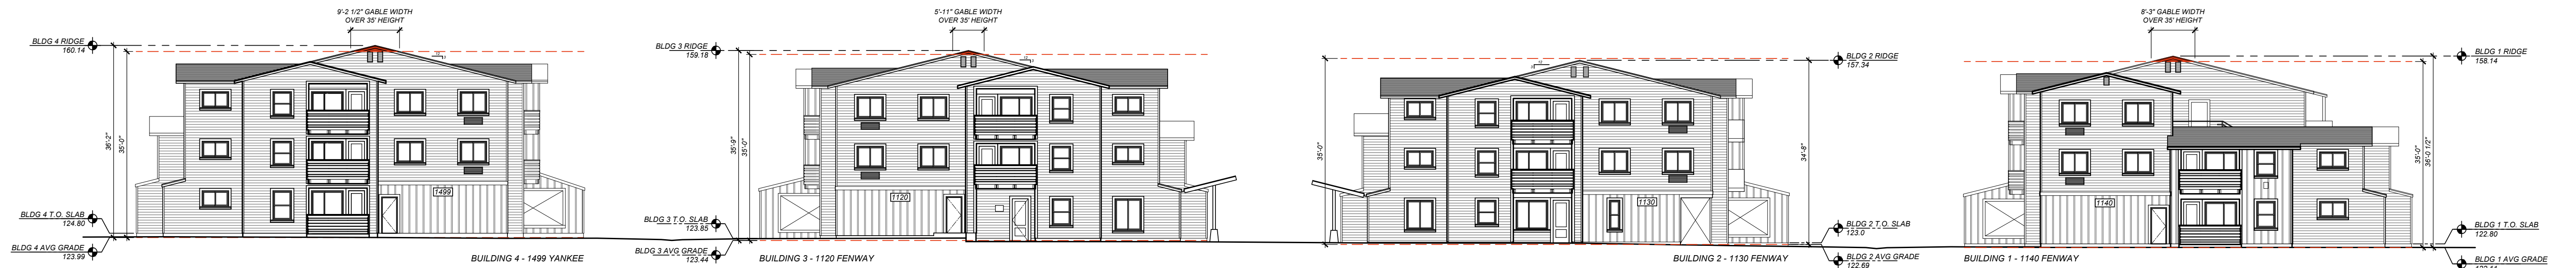 9'-2 1/2" GABLE WIDTH
OVER 35' HEIGHT
BLDG 4 RIDGE
160.14
36'-2"
35'-0"
1499
BLDG 4 T.O. SLAB
124.80
BLDG 4 AVG GRADE
123.99
BUILDING 4 - 1499 YANKEE
5'-11" GABLE WIDTH
OVER 35' HEIGHT
BLDG 3 RIDGE
159.18
35'-9"
35'-0"
1120
BLDG 3 T.O. SLAB
123.85
BLDG 3 AVG GRADE
123.44
BUILDING 3 - 1120 FENWAY
BLDG 2 RIDGE
157.34
35'-0"
34'-8"
1130
BLDG 2 T.O. SLAB
123.0
BLDG 2 AVG GRADE
122.69
BUILDING 2 - 1130 FENWAY
8'-3" GABLE WIDTH
OVER 35' HEIGHT
BLDG 1 RIDGE
158.14
35'-0"
36'-0 1/2"
1140
BLDG 1 T.O. SLAB
122.80
BLDG 1 AVG GRADE
BUILDING 1 - 1140 FENWAY